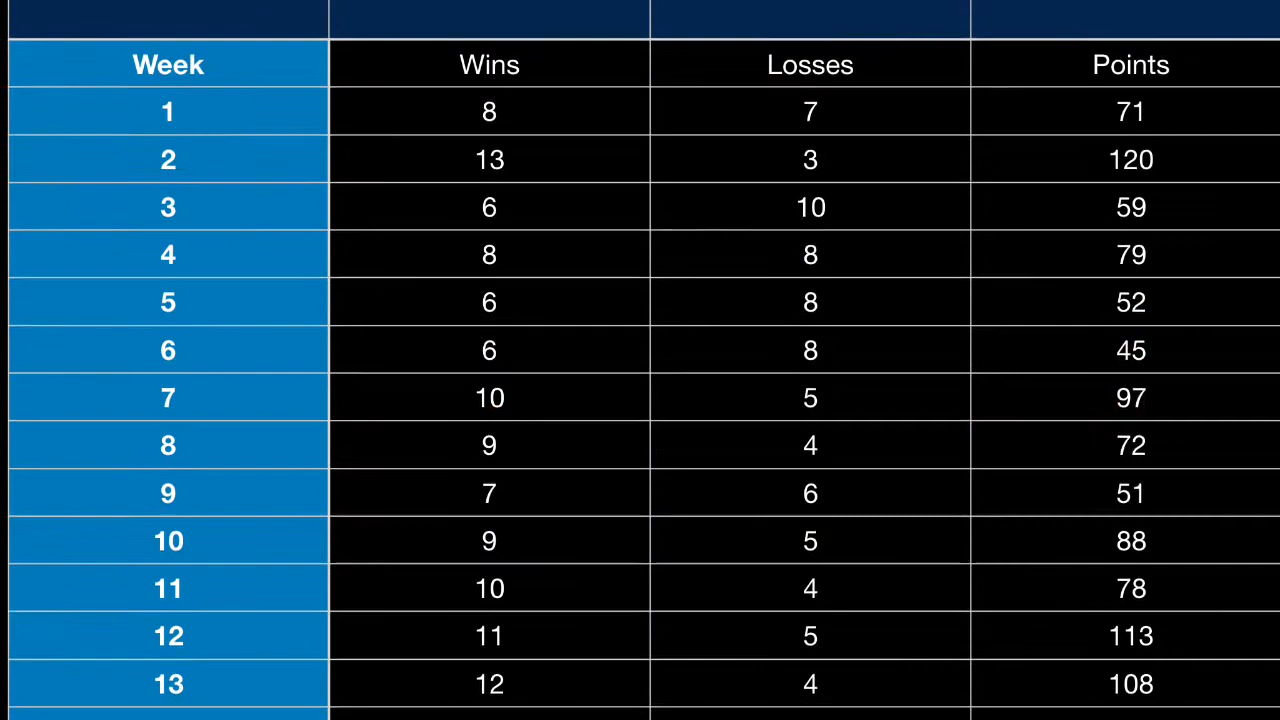 Week Wins Losses Points
1 8 7 71
2 13 3 120
3 6 10 59
4 8 8 79
5 6 8 52
6 6 8 45
7 10 5 97
8 9 4 72
9 7 6 51
10 9 5 88
11 10 4 78
12 11 5 113
13 12 4 108